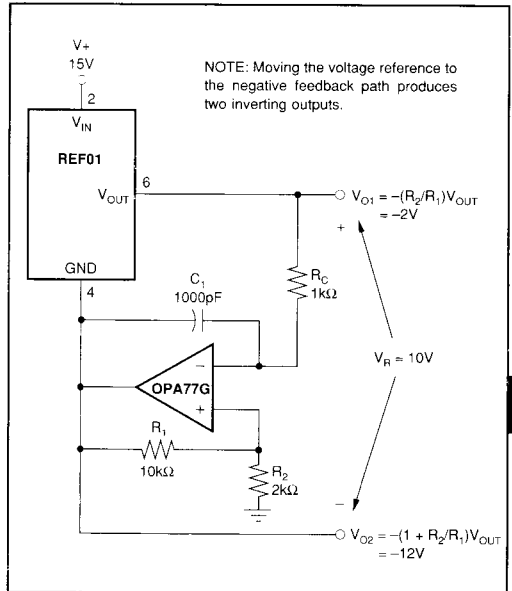 V+
15V
2
V_IN
REF01
V_OUT
6
GND
4
NOTE: Moving the voltage reference to
the negative feedback path produces
two inverting outputs.
V_O1 = –(R_2/R_1)V_OUT
= –2V
+
R_C
1kΩ
C_1
1000pF
V_R = 10V
–
OPA77G
+
R_1
10kΩ
R_2
2kΩ
–
V_O2 = –(1 + R_2/R_1)V_OUT
= –12V